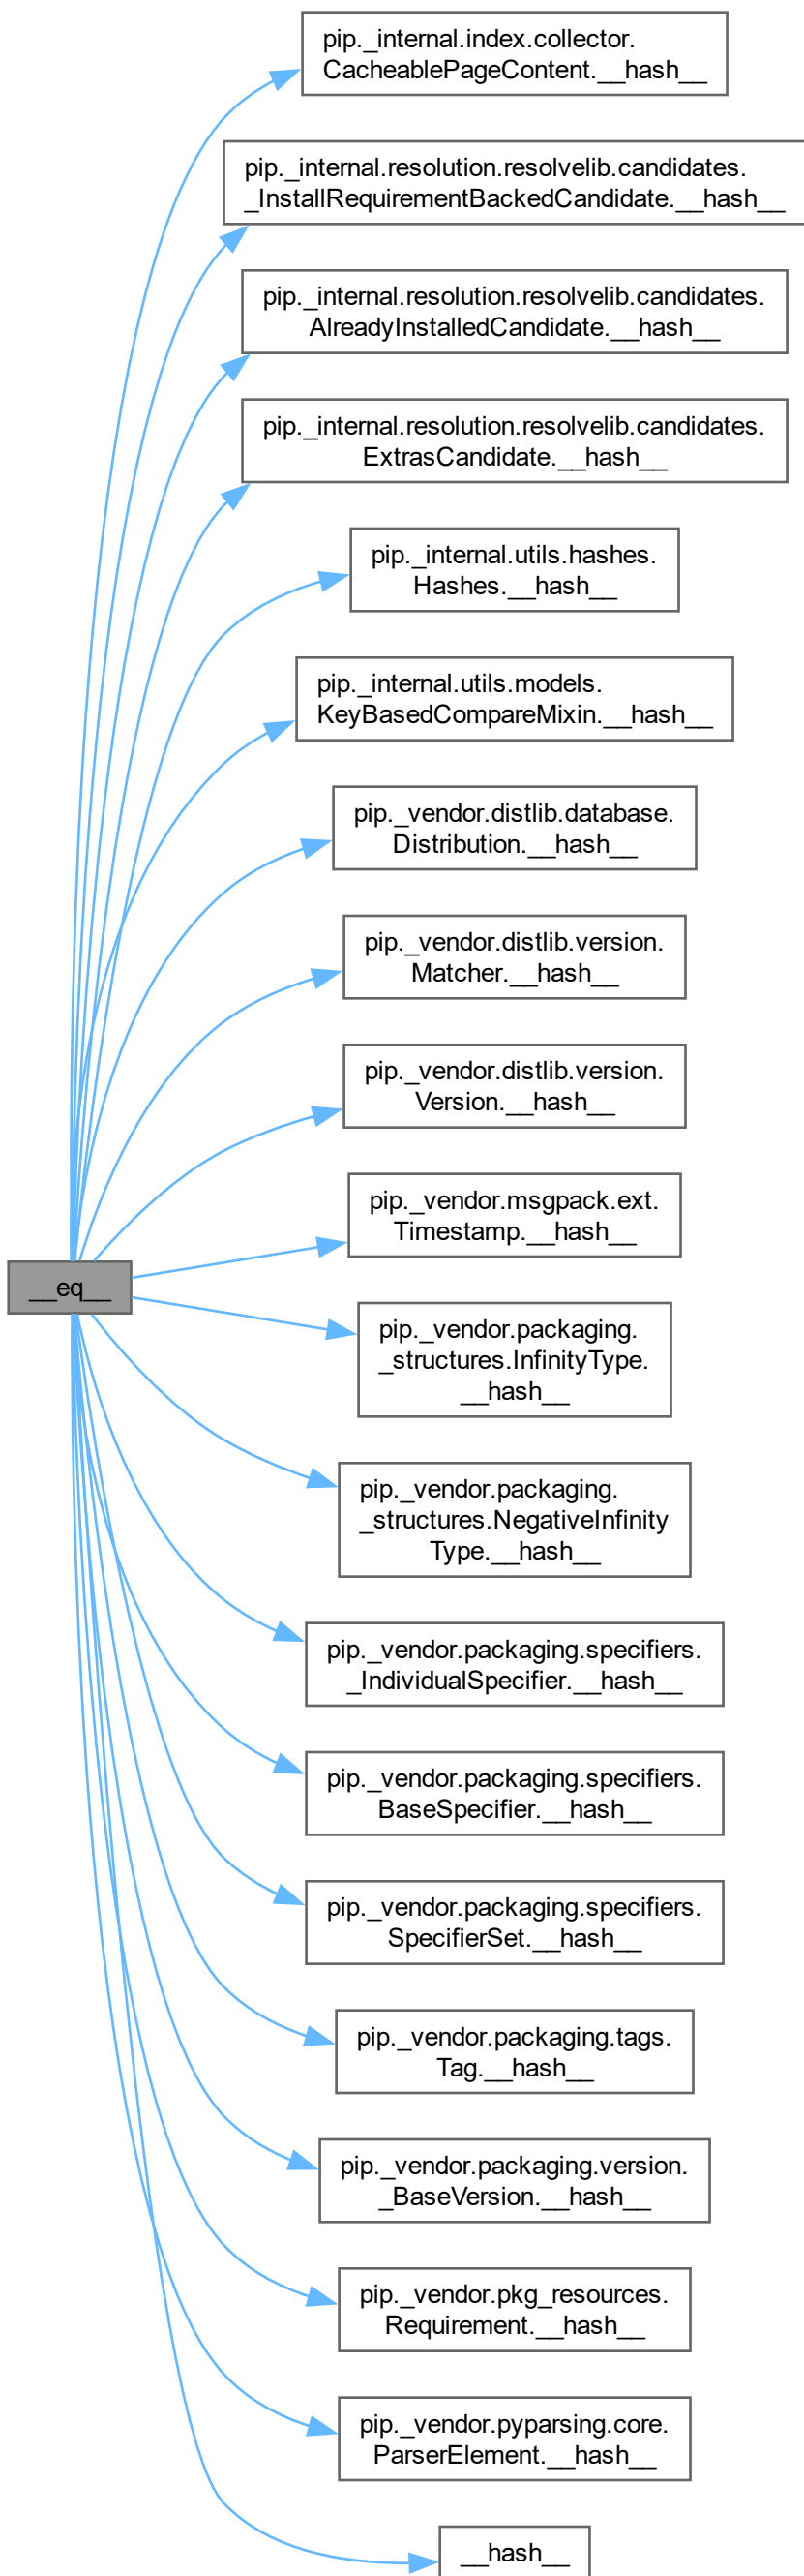 pip._internal.index.collector.
CacheablePageContent.__hash__
pip._internal.resolution.resolvelib.candidates.
_InstallRequirementBackedCandidate.__hash__
pip._internal.resolution.resolvelib.candidates.
AlreadyInstalledCandidate.__hash__
pip._internal.resolution.resolvelib.candidates.
ExtrasCandidate.__hash__
pip._internal.utils.hashes.
Hashes.__hash__
pip._internal.utils.models.
KeyBasedCompareMixin.__hash__
pip._vendor.distlib.database.
Distribution.__hash__
pip._vendor.distlib.version.
Matcher.__hash__
pip._vendor.distlib.version.
Version.__hash__
pip._vendor.msgpack.ext.
Timestamp.__hash__
__eq__
pip._vendor.packaging.
_structures.InfinityType.
__hash__
pip._vendor.packaging.
_structures.NegativeInfinity
Type.__hash__
pip._vendor.packaging.specifiers.
_IndividualSpecifier.__hash__
pip._vendor.packaging.specifiers.
BaseSpecifier.__hash__
pip._vendor.packaging.specifiers.
SpecifierSet.__hash__
pip._vendor.packaging.tags.
Tag.__hash__
pip._vendor.packaging.version.
_BaseVersion.__hash__
pip._vendor.pkg_resources.
Requirement.__hash__
pip._vendor.pyparsing.core.
ParserElement.__hash__
__hash__